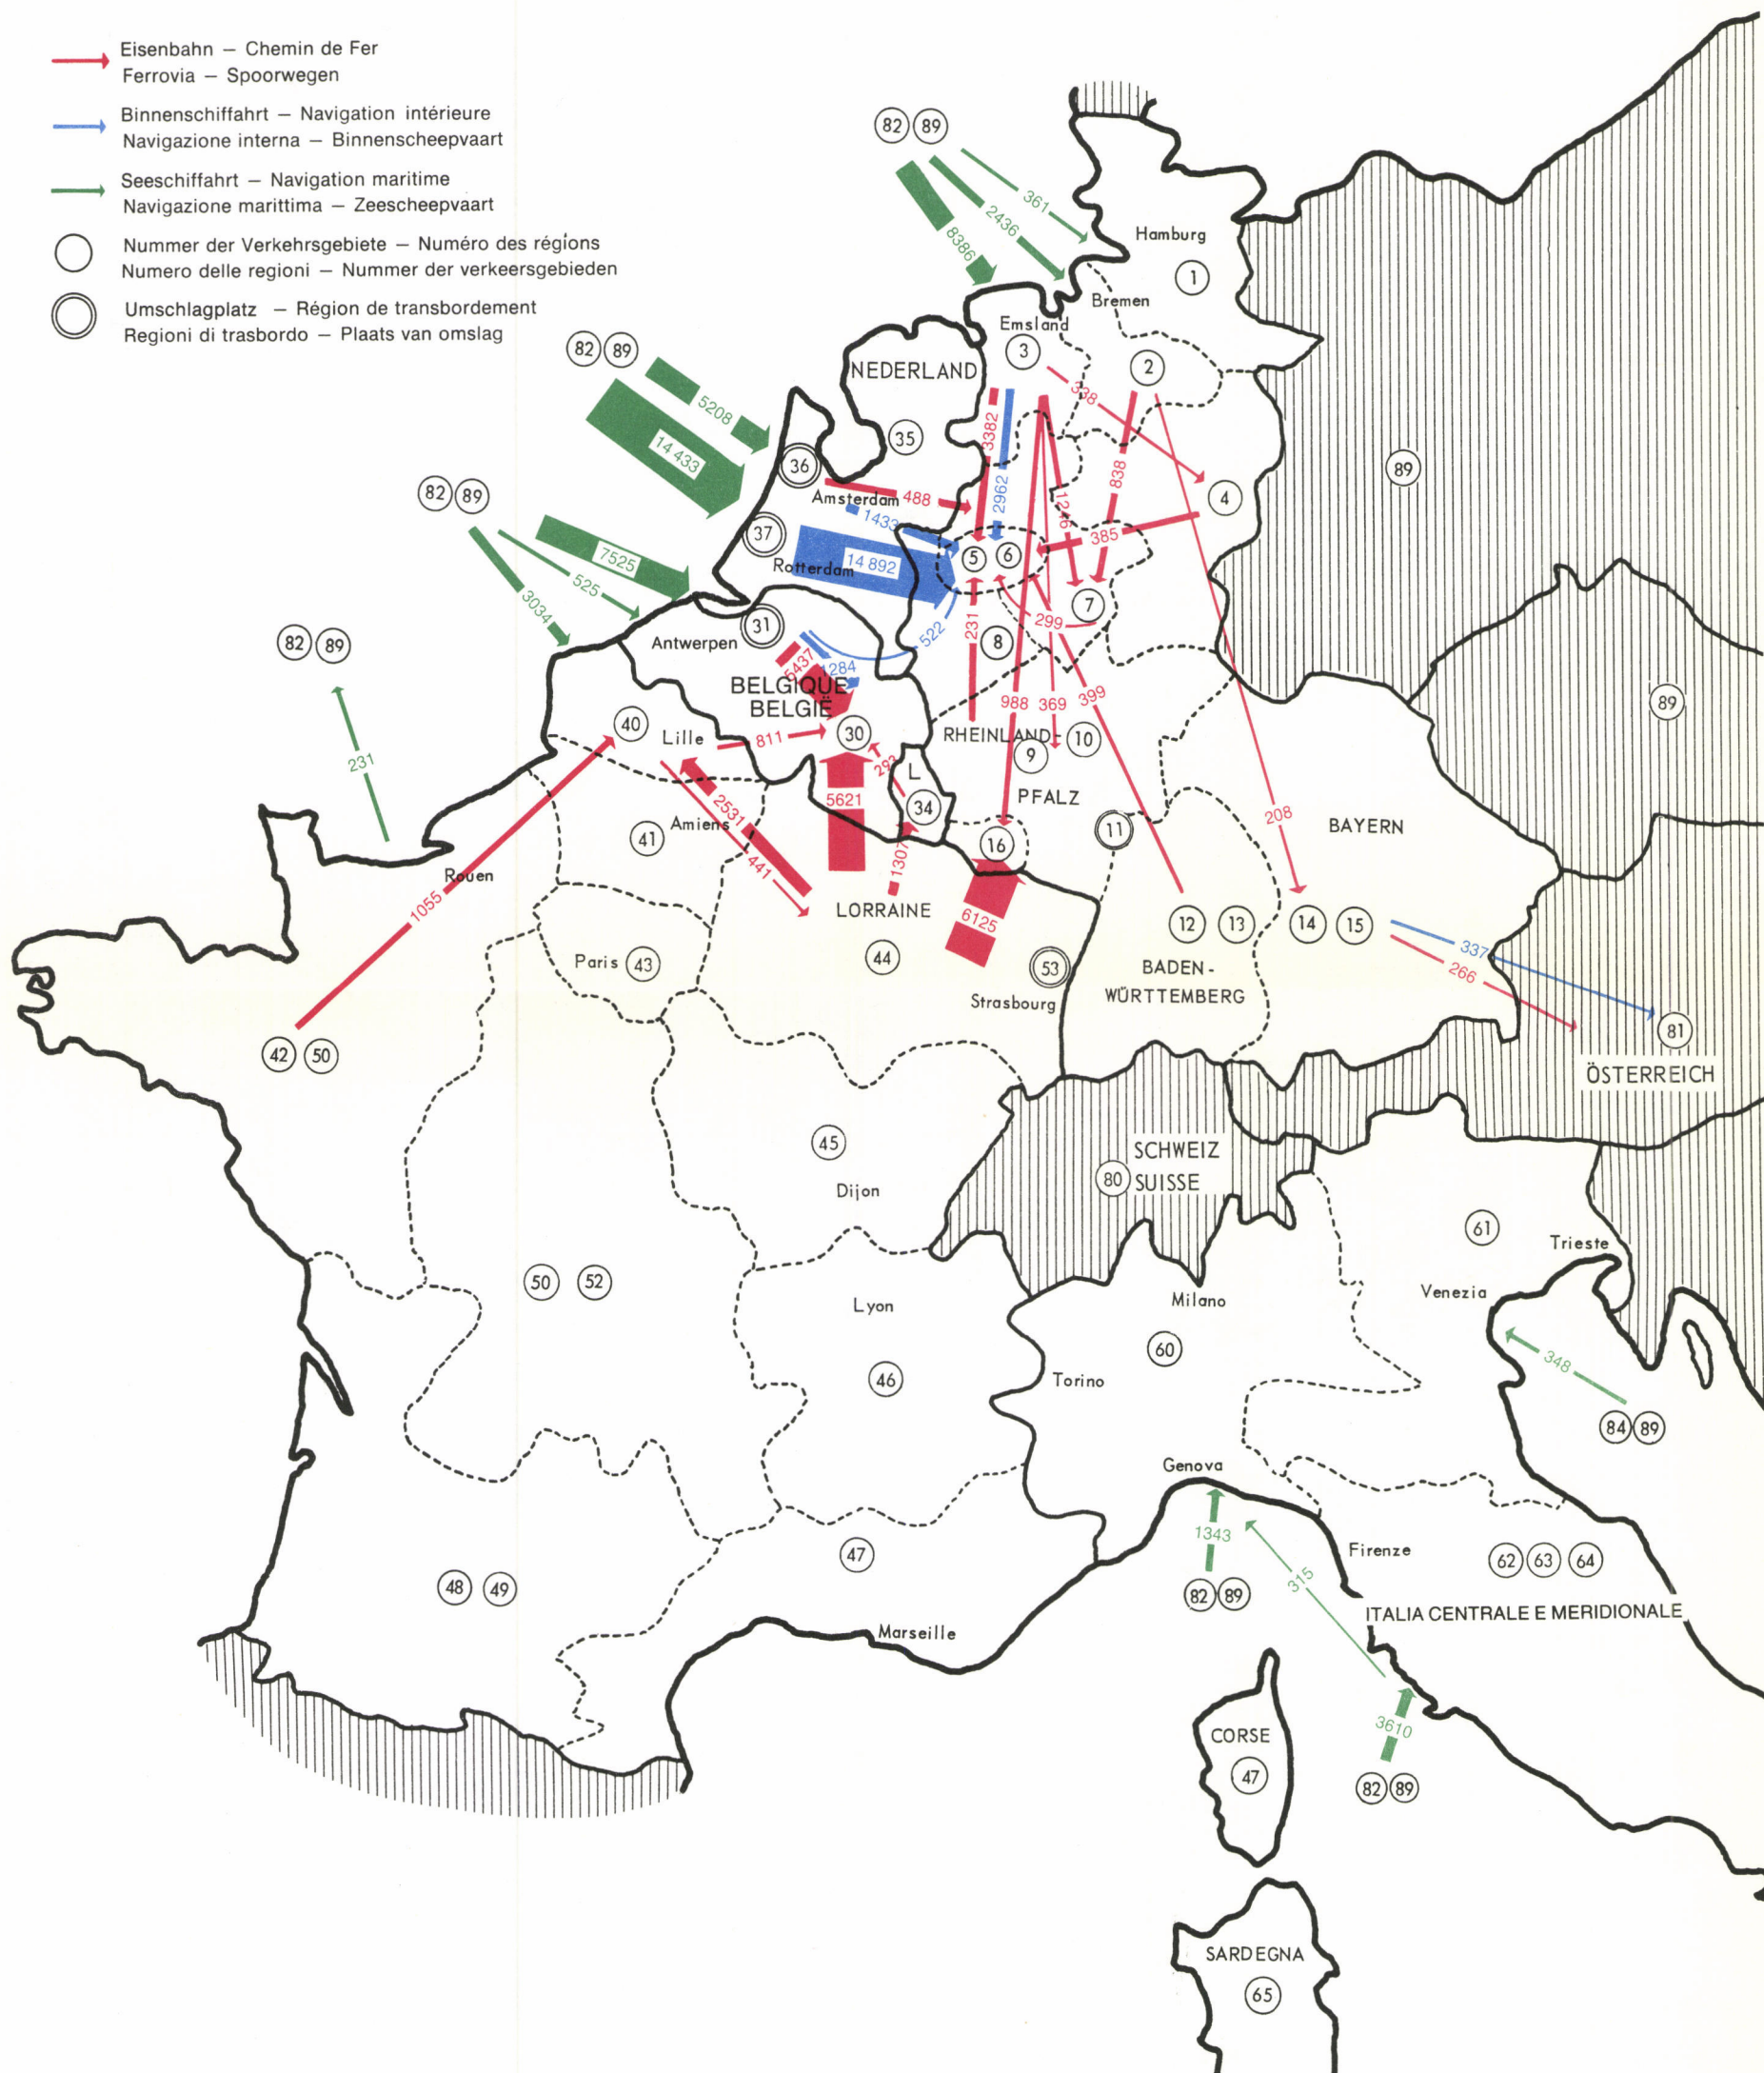 Eisenbahn – Chemin de Fer
Ferrovia – Spoorwegen
Binnenschiffahrt – Navigation intérieure
Navigazione interna – Binnenscheepvaart
Seeschiffahrt – Navigation maritime
Navigazione marittima – Zeescheepvaart
Nummer der Verkehrsgebiete – Numéro des régions
Numero delle regioni – Nummer der verkeersgebieden
Umschlagplatz – Région de transbordement
Regioni di trasbordo – Plaats van omslag
82 89
361
2436
8386
Hamburg
1
Bremen
Emsland
3
2
82 89
NEDERLAND
5208
338
14 433
35
3382
36
2962
838
89
82 89
Amsterdam
488
1246
4
1433
37
385
7525
Rotterdam
14 892
5
6
525
3034
7
299
31
231
522
8
82 89
Antwerpen
5437
1284
BELGIQUE
BELGIË
988
369
399
89
40
30
RHEINLAND-
10
Lille
811
9
231
293
L
PFALZ
5621
34
2531
208
BAYERN
41
Amiens
11
16
441
1307
Rouen
1055
LORRAINE
6125
12
13
14
15
337
Paris
43
44
53
BADEN-
WÜRTTEMBERG
266
Strasbourg
81
42
50
ÖSTERREICH
45
SCHWEIZ
80
SUISSE
Dijon
61
Trieste
50
52
Venezia
Lyon
Milano
60
348
46
Torino
84 89
Genova
1343
47
Firenze
62 63 64
48
49
82 89
315
ITALIA CENTRALE E MERIDIONALE
Marseille
3610
CORSE
47
82 89
SARDEGNA
65